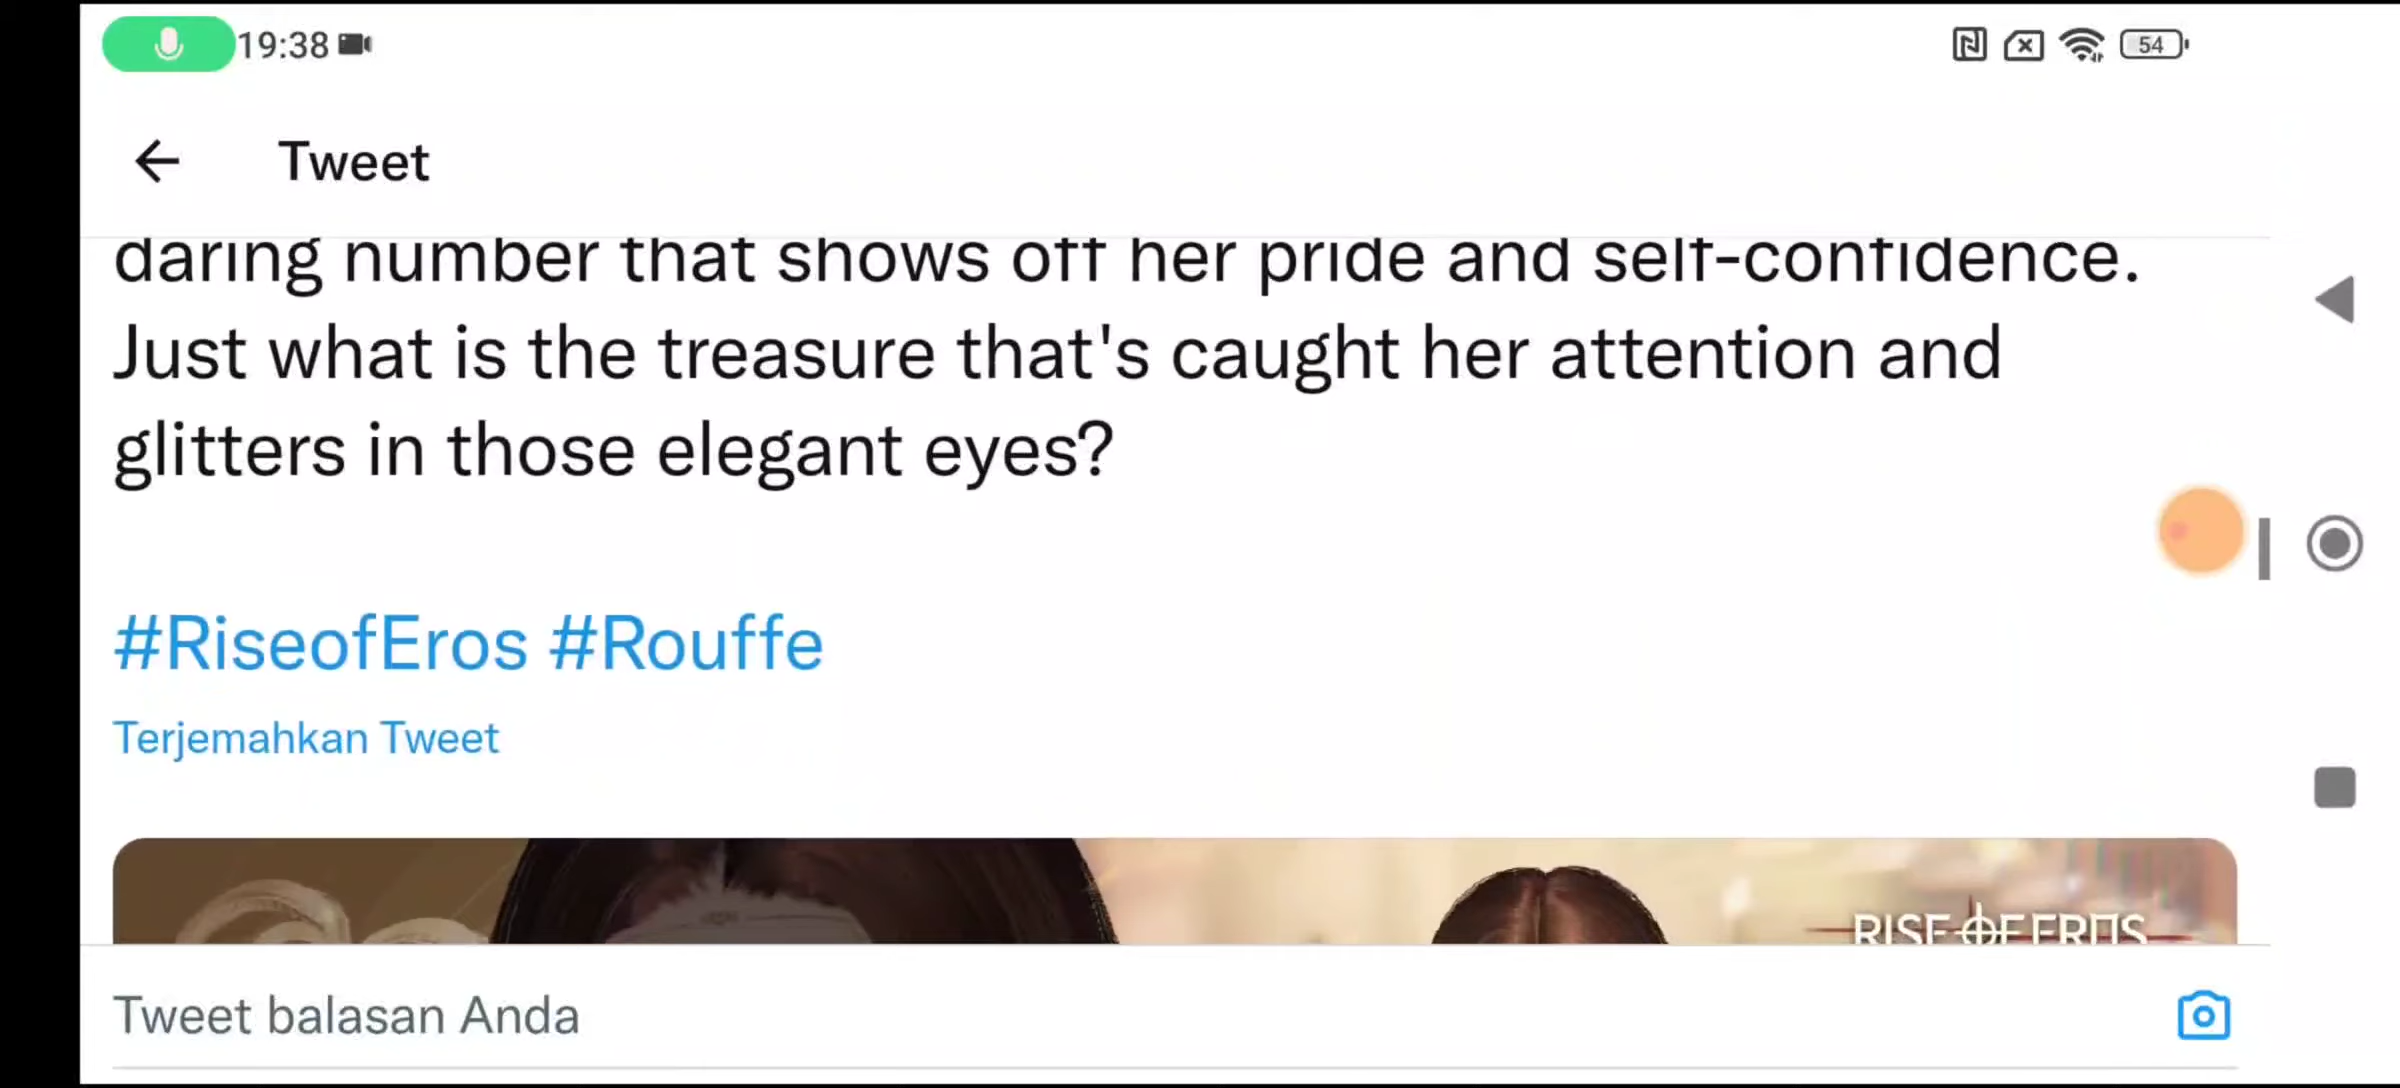 19:38
54
Tweet
daring number that shows off her pride and self-confidence.
Just what is the treasure that's caught her attention and
glitters in those elegant eyes?
#RiseofEros #Rouffe
Terjemahkan Tweet
RISE OF EROS
Tweet balasan Anda